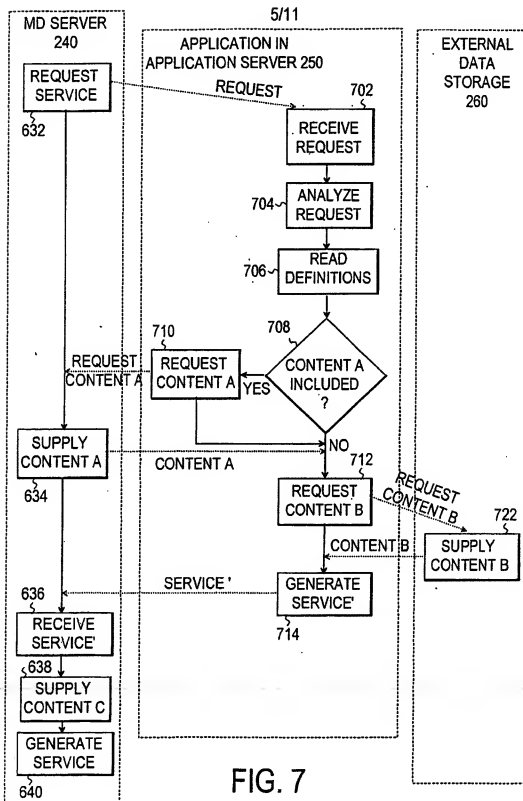 5/11
MD SERVER
240
APPLICATION IN
APPLICATION SERVER 250
EXTERNAL
DATA
STORAGE
260
REQUEST
SERVICE
632
REQUEST
702
RECEIVE
REQUEST
704
ANALYZE
REQUEST
706
READ
DEFINITIONS
708
CONTENT A
INCLUDED
?
YES
NO
710
REQUEST
CONTENT A
REQUEST
CONTENT A
SUPPLY
CONTENT A
634
CONTENT A
712
REQUEST
CONTENT B
REQUEST
CONTENT B
722
SUPPLY
CONTENT B
CONTENT B
GENERATE
SERVICE'
714
SERVICE '
636
RECEIVE
SERVICE'
638
SUPPLY
CONTENT C
GENERATE
SERVICE
640
FIG. 7